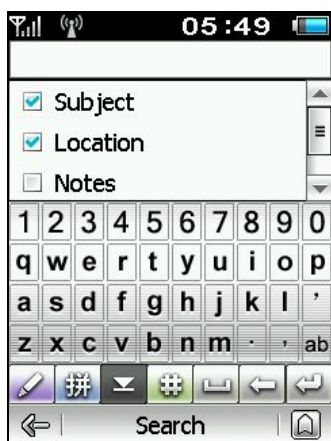 05:49
Subject
Location
Notes
1 2 3 4 5 6 7 8 9 0
q w e r t y u i o p
a s d f g h j k l '
z x c v b n m . , ab
拼 #
Search